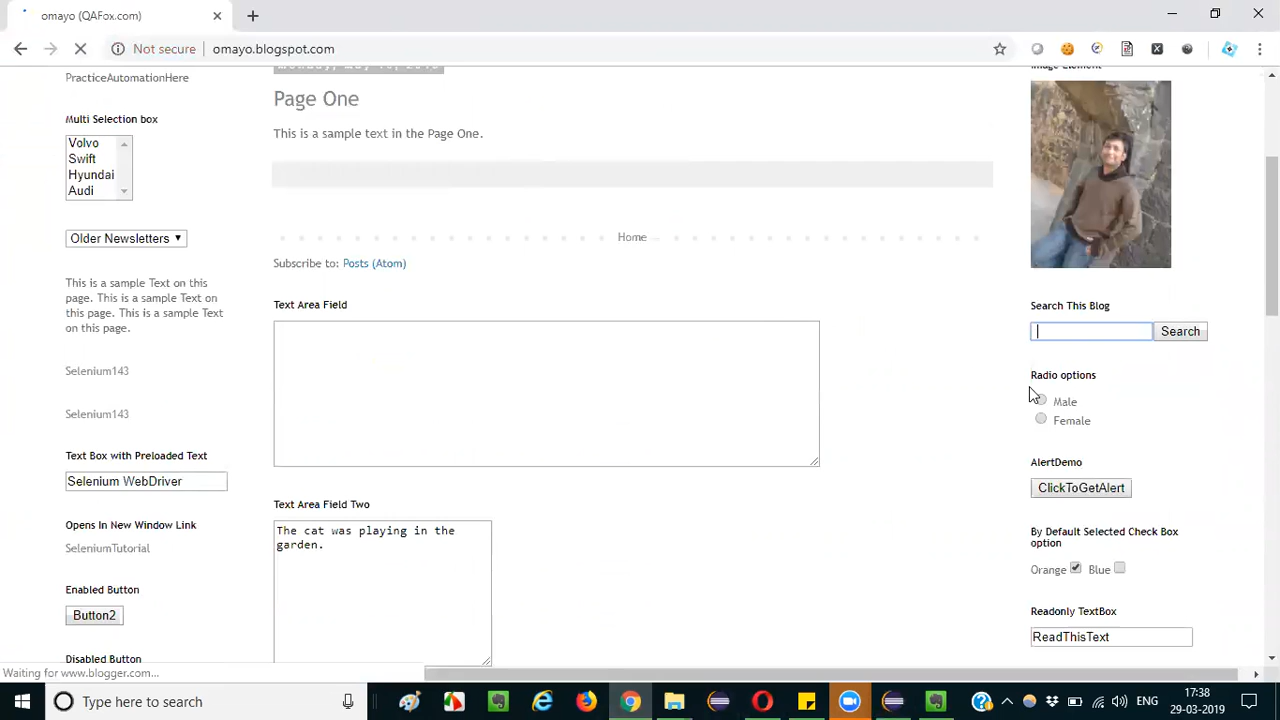 omayo (QAFox.com)
Not secure
omayo.blogspot.com
PracticeAutomationHere
Multi Selection box
Volvo
Swift
Hyundai
Audi
Older Newsletters
This is a sample Text on this
page. This is a sample Text on
this page. This is a sample Text
on this page.
Selenium143
Selenium143
Text Box with Preloaded Text
Selenium WebDriver
Opens In New Window Link
SeleniumTutorial
Enabled Button
Button2
Disabled Button
Page One
This is a sample text in the Page One.
Home
Subscribe to: Posts (Atom)
Text Area Field
Text Area Field Two
The cat was playing in the
garden.
Image Element
Search This Blog
Search
Radio options
Male
Female
AlertDemo
ClickToGetAlert
By Default Selected Check Box
option
Orange Blue
Readonly TextBox
ReadThisText
Waiting for www.blogger.com...
Type here to search
ENG
17:38
29-03-2019